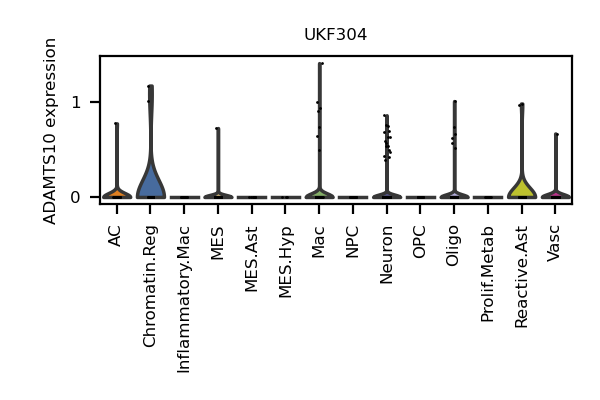 UKF304
ADAMTS10 expression
1
0
AC
Chromatin.Reg
Inflammatory.Mac
MES
MES.Ast
MES.Hyp
Mac
NPC
Neuron
OPC
Oligo
Prolif.Metab
Reactive.Ast
Vasc